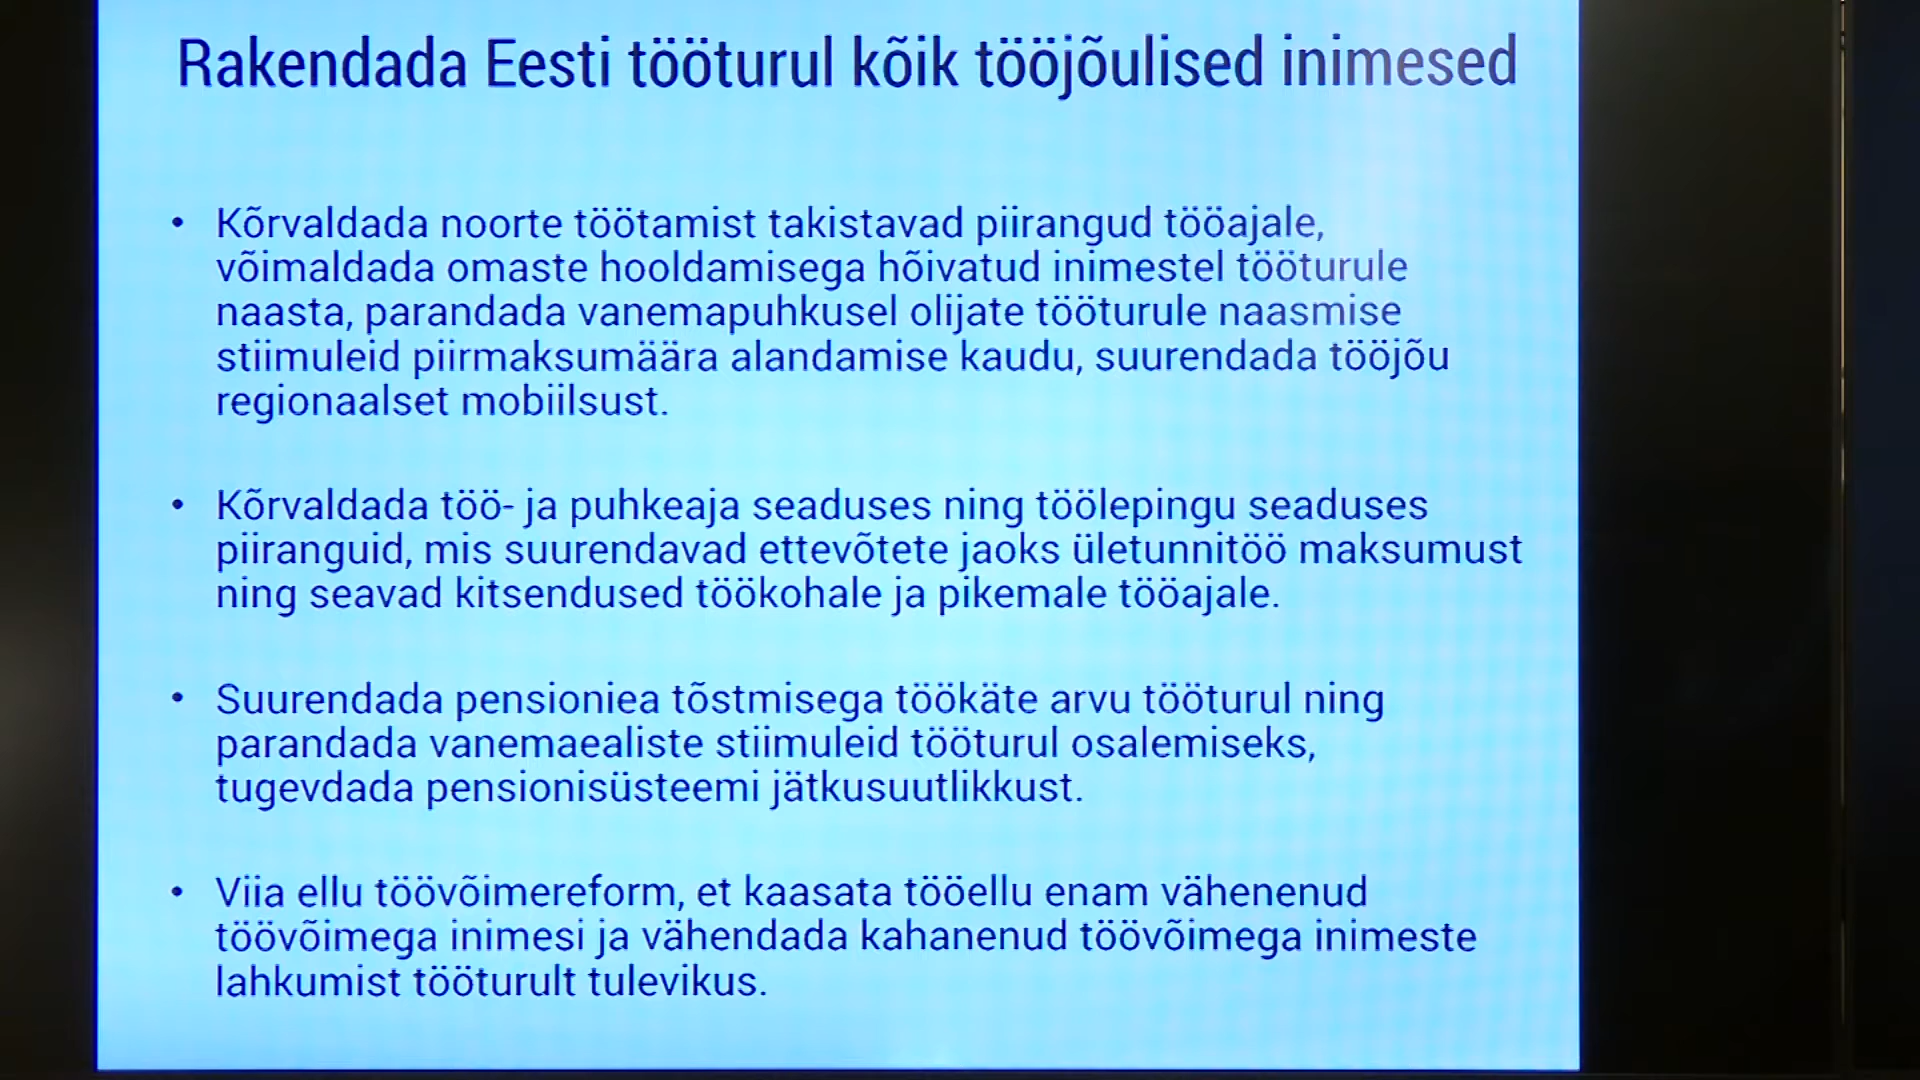 Rakendada Eesti tööturul kõik tööjõulised inimesed
• Kõrvaldada noorte töötamist takistavad piirangud tööajale,
võimaldada omaste hooldamisega hõivatud inimestel tööturule
naasta, parandada vanemapuhkusel olijate tööturule naasmise
stiimuleid piirmaksumäära alandamise kaudu, suurendada tööjõu
regionaalset mobiilsust.
• Kõrvaldada töö- ja puhkeaja seaduses ning töölepingu seaduses
piiranguid, mis suurendavad ettevõtete jaoks ületunnitöö maksumust
ning seavad kitsendused töökohale ja pikemale tööajale.
• Suurendada pensioniea tõstmisega töökäte arvu tööturul ning
parandada vanemaealiste stiimuleid tööturul osalemiseks,
tugevdada pensionisüsteemi jätkusuutlikkust.
• Viia ellu töövõimereform, et kaasata tööellu enam vähenenud
töövõimega inimesi ja vähendada kahanenud töövõimega inimeste
lahkumist tööturult tulevikus.